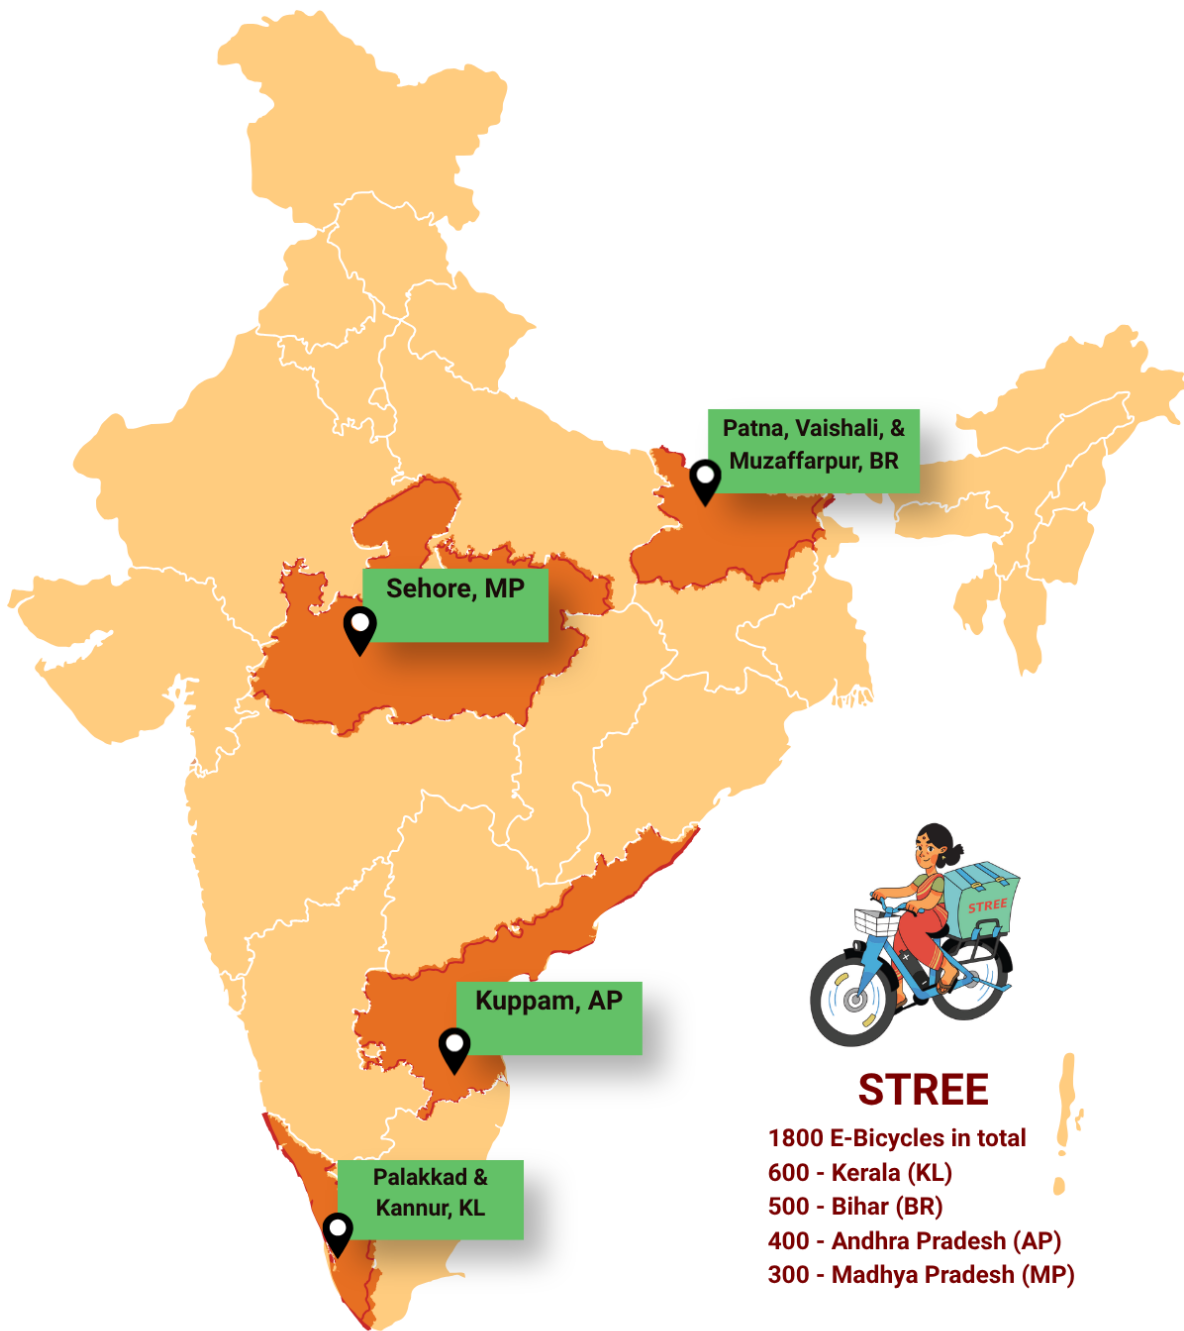 Patna, Vaishali, &
Muzaffarpur, BR
Sehore, MP
Kuppam, AP
Palakkad &
Kannur, KL
STREE
STREE
1800 E-Bicycles in total
600 - Kerala (KL)
500 - Bihar (BR)
400 - Andhra Pradesh (AP)
300 - Madhya Pradesh (MP)